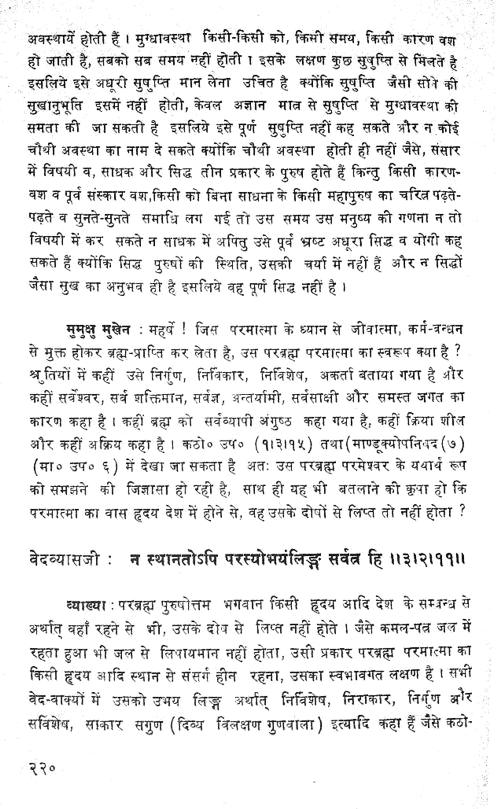 अवस्थायें होती हैं । मुग्धावस्था किसी-किसी को, किसी समय, किसी कारण वश
हो जाती है, सबको सब समय नहीं होती । इसके लक्षण कुछ सुषुप्ति से मिलते है
इसलिये इसे अधूरी सुषुप्ति मान लेना उचित है क्योंकि सुषुप्ति जैसी सोने की
सुखानुभूति इसमें नहीं होती, केवल अज्ञान मात्र से सुषुप्ति से मुग्धावस्था की
समता की जा सकती है इसलिये इसे पूर्ण सुषुप्ति नहीं कह सकते और न कोई
चौथी अवस्था का नाम दे सकते क्योंकि चौथी अवस्था होती ही नहीं जैसे, संसार
में विषयी व, साधक और सिद्ध तीन प्रकार के पुरुष होते हैं किन्तु किसी कारण-
वश व पूर्व संस्कार वश,किसी को बिना साधना के किसी महापुरुष का चरित्र पढ़ते-
पढ़ते व सुनते-सुनते समाधि लग गई तो उस समय उस मनुष्य की गणना न तो
विषयी में कर सकते न साधक में अपितु उसे पूर्व भ्रष्ट अधूरा सिद्ध व योगी कह
सकते हैं क्योंकि सिद्ध पुरुषों की स्थिति, उसकी चर्या में नहीं हैं और न सिद्धों
जैसा सुख का अनुभव ही है इसलिये वह पूर्ण सिद्ध नहीं है ।
मुमुक्षु मुखेन : महर्षे ! जिस परमात्मा के ध्यान से जीवात्मा, कर्म-बन्धन
से मुक्त होकर ब्रह्म-प्राप्ति कर लेता है, उस परब्रह्म परमात्मा का स्वरूप क्या है ?
श्रुतियों में कहीं उसे निर्गुण, निर्विकार, निर्विशेष, अकर्ता बताया गया है और
कहीं सर्वेश्वर, सर्व शक्तिमान, सर्वज्ञ, अन्तर्यामी, सर्वसाक्षी और समस्त जगत का
कारण कहा है । कहीं ब्रह्म को सर्वव्यापी अंगुष्ठ कहा गया है, कहीं क्रिया शील
और कहीं अक्रिय कहा है । कठो० उप० (१।३।१५) तथा(माण्डूक्योपनिषद(७)
(मा० उप० ६) में देखा जा सकता है अतः उस परब्रह्म परमेश्वर के यथार्थ रूप
को समझने की जिज्ञासा हो रही है, साथ ही यह भी बतलाने की कृपा हो कि
परमात्मा का वास हृदय देश में होने से, वह उसके दोषों से लिप्त तो नहीं होता ?
वेदव्यासजी : न स्थानतोऽपि परस्योभयंलिङ्ग सर्वत्र हि ।।३।२।११।।
व्याख्या : परब्रह्म पुरुषोत्तम भगवान किसी हृदय आदि देश के सम्बन्ध से
अर्थात् वहाँ रहने से भी, उसके दोष से लिप्त नहीं होते । जैसे कमल-पत्र जल में
रहता हुआ भी जल से लिपायमान नहीं होता, उसी प्रकार परब्रह्म परमात्मा का
किसी हृदय आदि स्थान से संसर्ग हीन रहना, उसका स्वभावगत लक्षण है । सभी
वेद-वाक्यों में उसको उभय लिङ्ग अर्थात् निर्विशेष, निराकार, निर्गुण और
सविशेष, साकार सगुण (दिव्य विलक्षण गुणवाला) इत्यादि कहा हैं जैसे कठो-
२२०